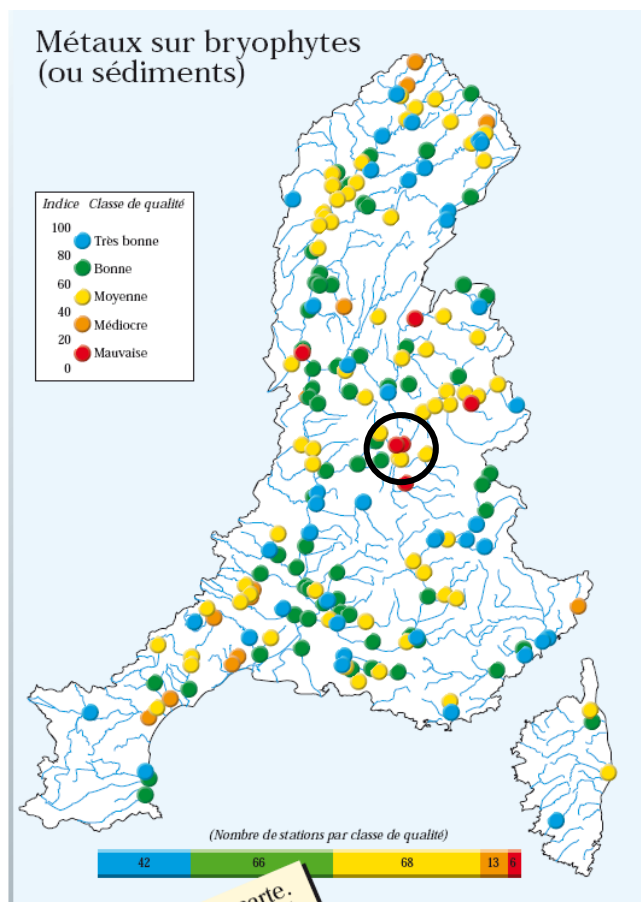 Métaux sur bryophytes
(ou sédiments)
Indice Classe de qualité
100
Très bonne
80
Bonne
60
Moyenne
40
Médiocre
20
Mauvaise
0
(Nombre de stations par classe de qualité)
42 66 68 13 6
carte.